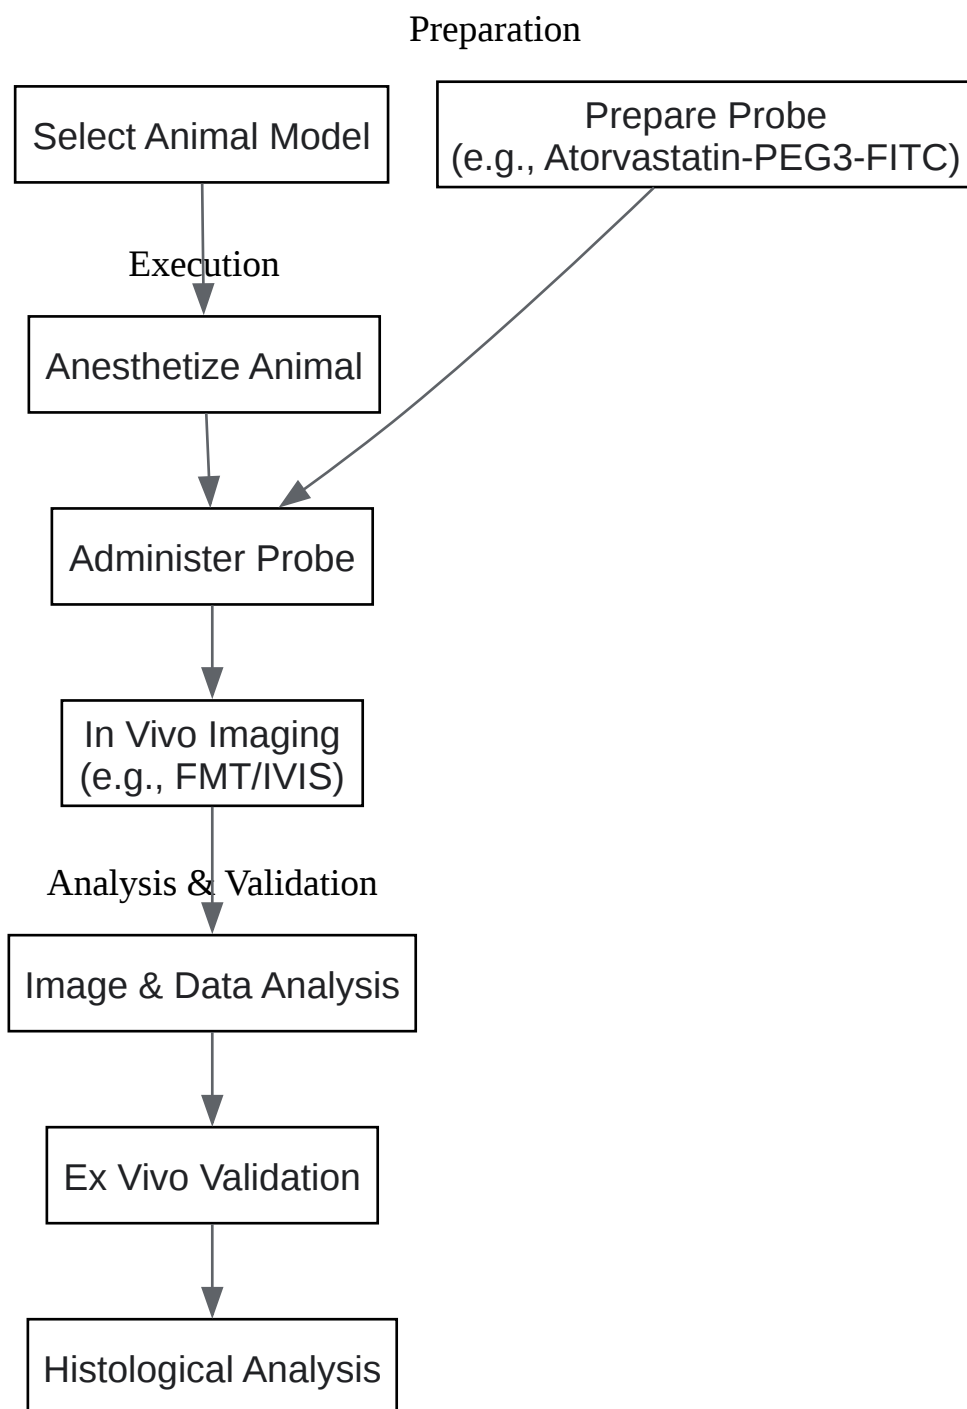 Preparation
Select Animal Model
Prepare Probe
(e.g., Atorvastatin-PEG3-FITC)
Execution
Anesthetize Animal
Administer Probe
In Vivo Imaging
(e.g., FMT/IVIS)
Analysis & Validation
Image & Data Analysis
Ex Vivo Validation
Histological Analysis